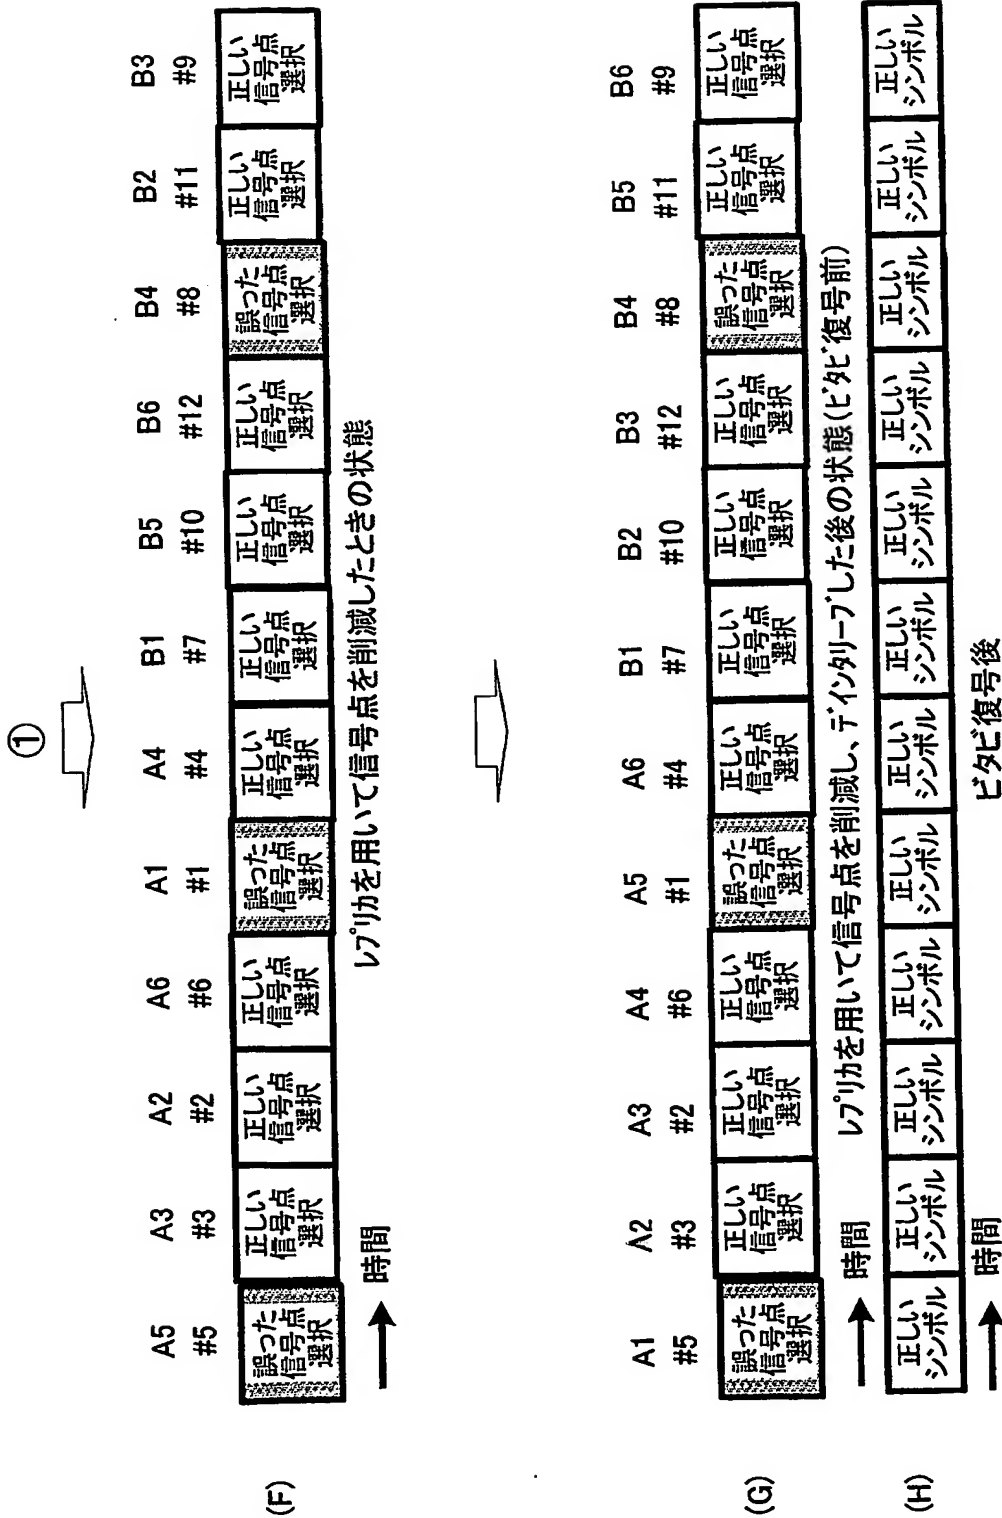 ①
A5 A3 A2 A6 A1 A4 B1 B5 B6 B4 B2 B3
#5 #3 #2 #6 #1 #4 #7 #10 #12 #8 #11 #9
(F)
誤った 正しい 正しい 正しい 誤った 正しい 正しい 正しい 正しい 誤った 正しい 正しい
信号点 信号点 信号点 信号点 信号点 信号点 信号点 信号点 信号点 信号点 信号点 信号点
選択 選択 選択 選択 選択 選択 選択 選択 選択 選択 選択 選択
時間
レプリカを用いて信号点を削減したときの状態
A1 A2 A3 A4 A5 A6 B1 B2 B3 B4 B5 B6
#5 #3 #2 #6 #1 #4 #7 #10 #12 #8 #11 #9
(G)
誤った 正しい 正しい 正しい 誤った 正しい 正しい 正しい 正しい 誤った 正しい 正しい
信号点 信号点 信号点 信号点 信号点 信号点 信号点 信号点 信号点 信号点 信号点 信号点
選択 選択 選択 選択 選択 選択 選択 選択 選択 選択 選択 選択
時間
レプリカを用いて信号点を削減し、デインタリーブした後の状態(ビタビ復号前)
(H)
正しい 正しい 正しい 正しい 正しい 正しい 正しい 正しい 正しい 正しい 正しい 正しい
シンボル シンボル シンボル シンボル シンボル シンボル シンボル シンボル シンボル シンボル シンボル シンボル
時間
ビタビ復号後